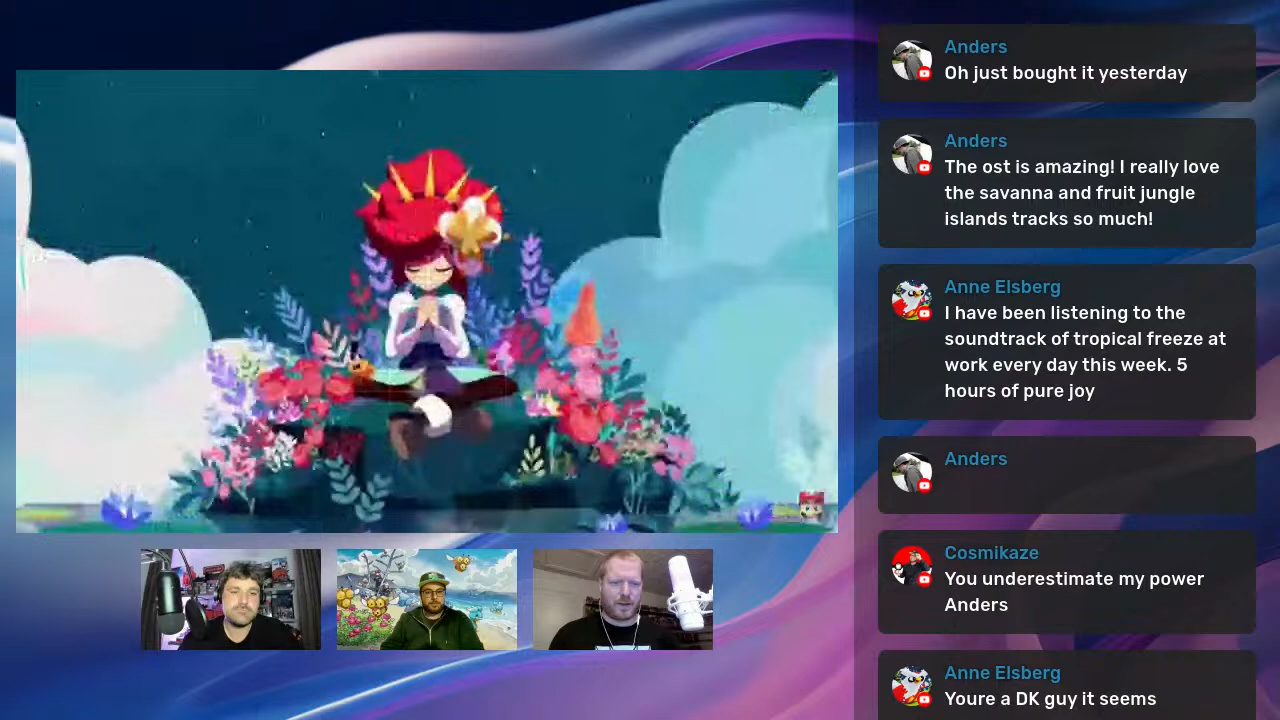 Anders
Oh just bought it yesterday
Anders
The ost is amazing! I really love
the savanna and fruit jungle
islands tracks so much!
Anne Elsberg
I have been listening to the
soundtrack of tropical freeze at
work every day this week. 5
hours of pure joy
Anders
Cosmikaze
You underestimate my power
Anders
Anne Elsberg
Youre a DK guy it seems